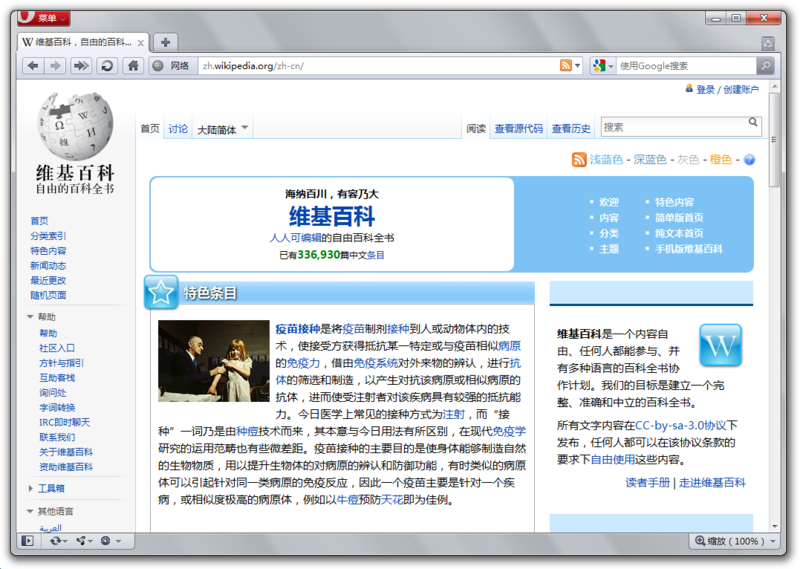 菜单
维基百科，自由的百科...
网络
zh.wikipedia.org/zh-cn/
使用Google搜索
登录 / 创建账户
首页 讨论 大陆简体
阅读 查看源代码 查看历史
搜索
浅蓝色 - 深蓝色 - 灰色 - 橙色 -
维基百科
自由的百科全书
首页
分类索引
特色内容
新闻动态
最近更改
随机页面
帮助
帮助
社区入口
方针与指引
互助客栈
询问处
字词转换
IRC即时聊天
联系我们
关于维基百科
资助维基百科
工具箱
其他语言
العربية
海纳百川，有容乃大
维基百科
人人可编辑的自由百科全书
已有336,930篇中文条目
欢迎
内容
分类
主题
特色内容
简单版首页
纯文本首页
手机版维基百科
特色条目
疫苗接种是将疫苗制剂接种到人或动物体内的技
术，使接受方获得抵抗某一特定或与疫苗相似病原
的免疫力，借由免疫系统对外来物的辨认，进行抗
体的筛选和制造，以产生对抗该病原或相似病原的
抗体，进而使受注射者对该疾病具有较强的抵抗能
力。今日医学上常见的接种方式为注射，而“接
种”一词乃是由种痘技术而来，其本意与今日用法有所区别，在现代免疫学
研究的运用范畴也有些微差距。疫苗接种的主要目的是使身体能够制造自然
的生物物质，用以提升生物体的对病原的辨认和防御功能，有时类似的病原
体可以引起针对同一类病原的免疫反应，因此一个疫苗主要是针对一个疾
病，或相似度极高的病原体，例如以牛痘预防天花即为佳例。
维基百科是一个内容自
由、任何人都能参与、并
有多种语言的百科全书协
作计划。我们的目标是建立一个完
整、准确和中立的百科全书。
所有文字内容在CC-by-sa-3.0协议下
发布，任何人都可以在该协议条款的
要求下自由使用这些内容。
读者手册 | 走进维基百科
缩放（100%）